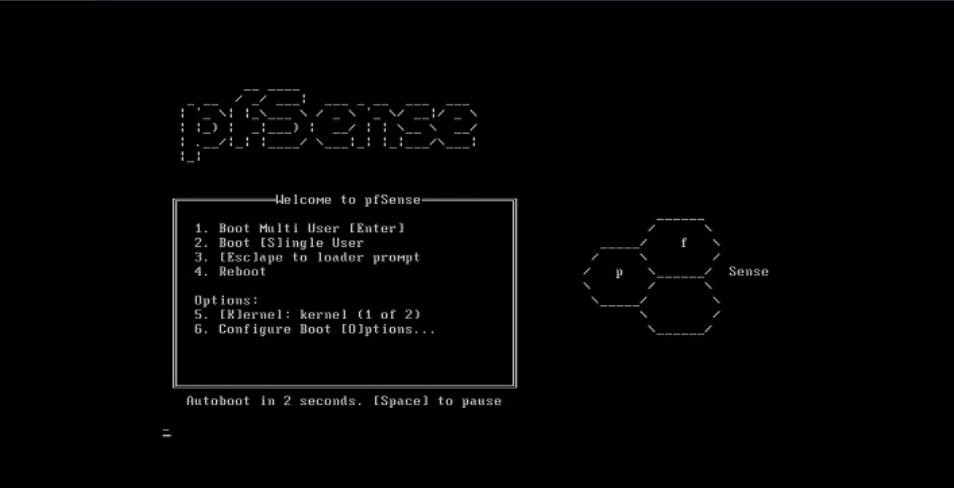 pfSense
Welcome to pfSense
1. Boot Multi User [Enter]
2. Boot [S]ingle User
3. [Esc]ape to loader prompt
4. Reboot
Options:
5. [K]ernel: kernel (1 of 2)
6. Configure Boot [O]ptions...
Autoboot in 2 seconds. [Space] to pause
f
p
Sense